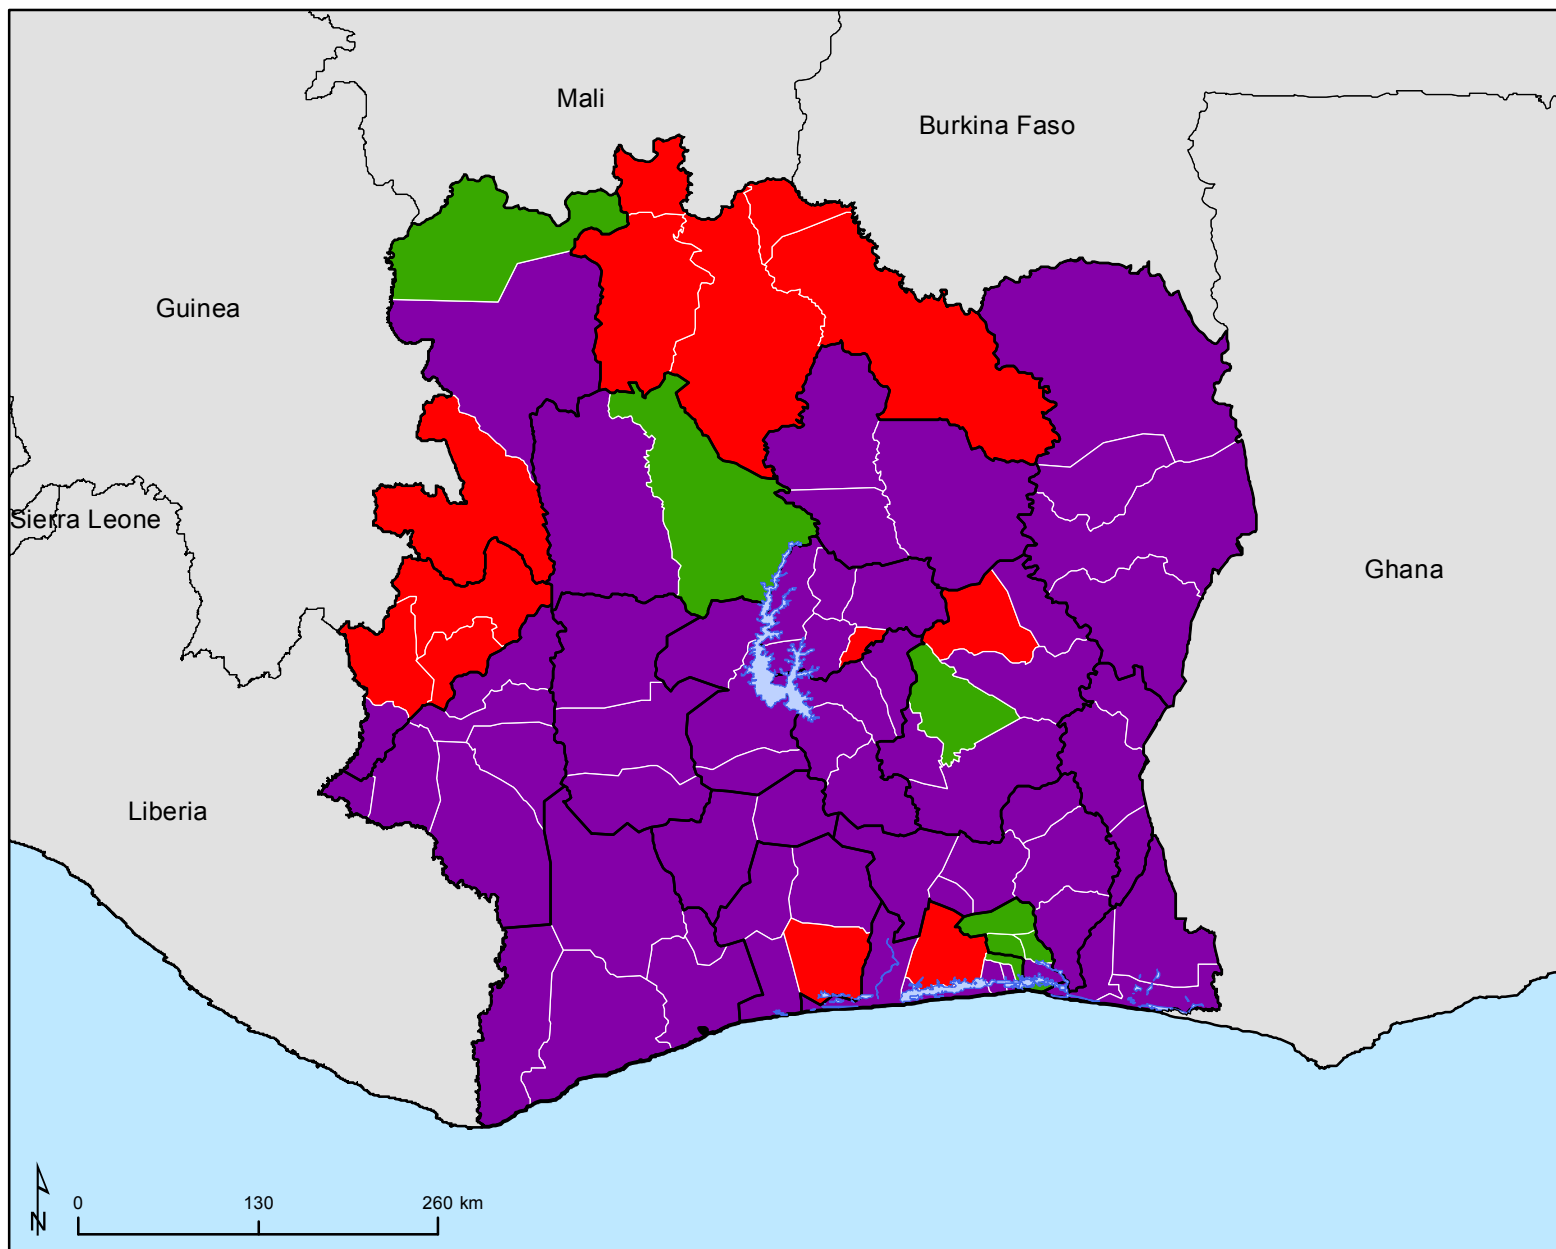 Mali
Burkina Faso
Guinea
Sierra Leone
Ghana
Liberia
0 130 260 km
N